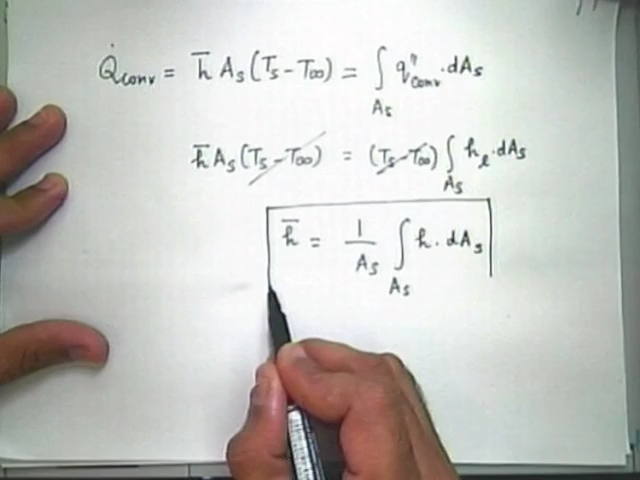 Q̇conv = h̄ As (Ts - T∞) = ∫As q″conv · dAs
h̄ As (Ts - T∞) = (Ts - T∞) ∫As hℓ · dAs
h̄ = 1/As ∫As h · dAs